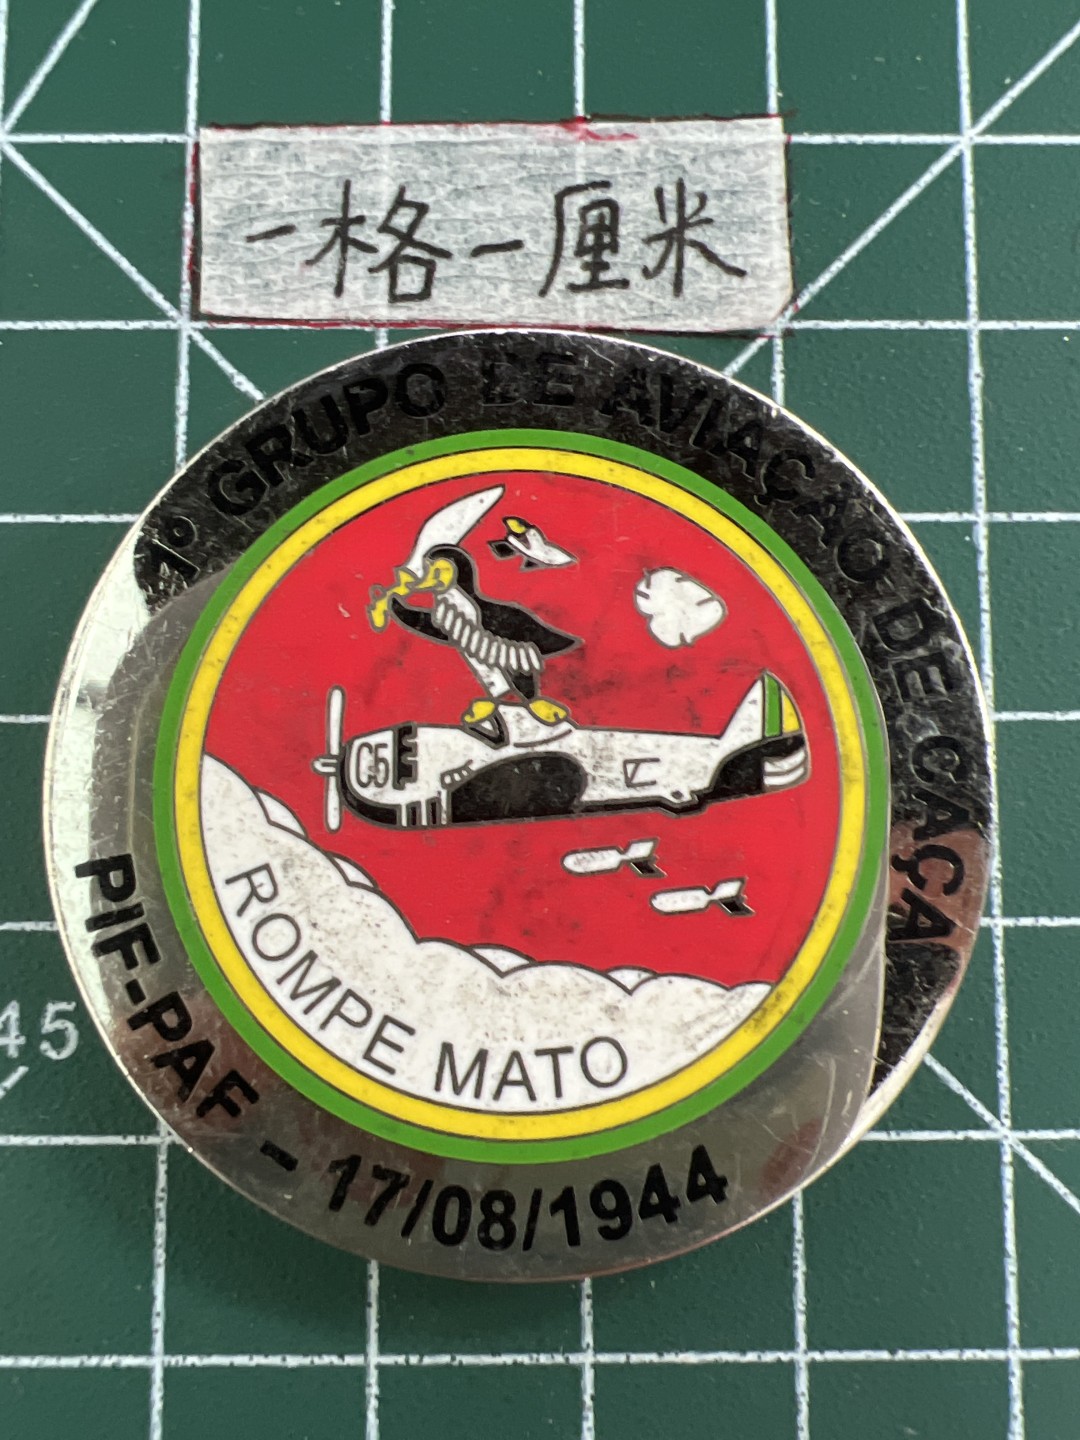 一格一厘米
1º GRUPO DE AVIAÇÃO DE CAÇA
C5
ROMPE MATO
PIF-PAF - 17/08/1944
45